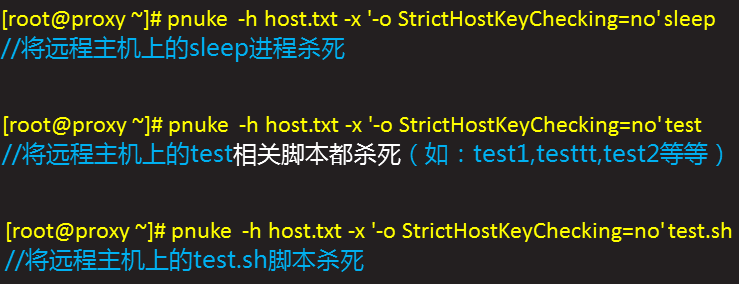 [root@proxy ~]# pnuke -h host.txt -x '-o StrictHostKeyChecking=no' sleep
//将远程主机上的sleep进程杀死
[root@proxy ~]# pnuke -h host.txt -x '-o StrictHostKeyChecking=no' test
//将远程主机上的test相关脚本都杀死（如：test1,testtt,test2等等）
[root@proxy ~]# pnuke -h host.txt -x '-o StrictHostKeyChecking=no' test.sh
//将远程主机上的test.sh脚本杀死